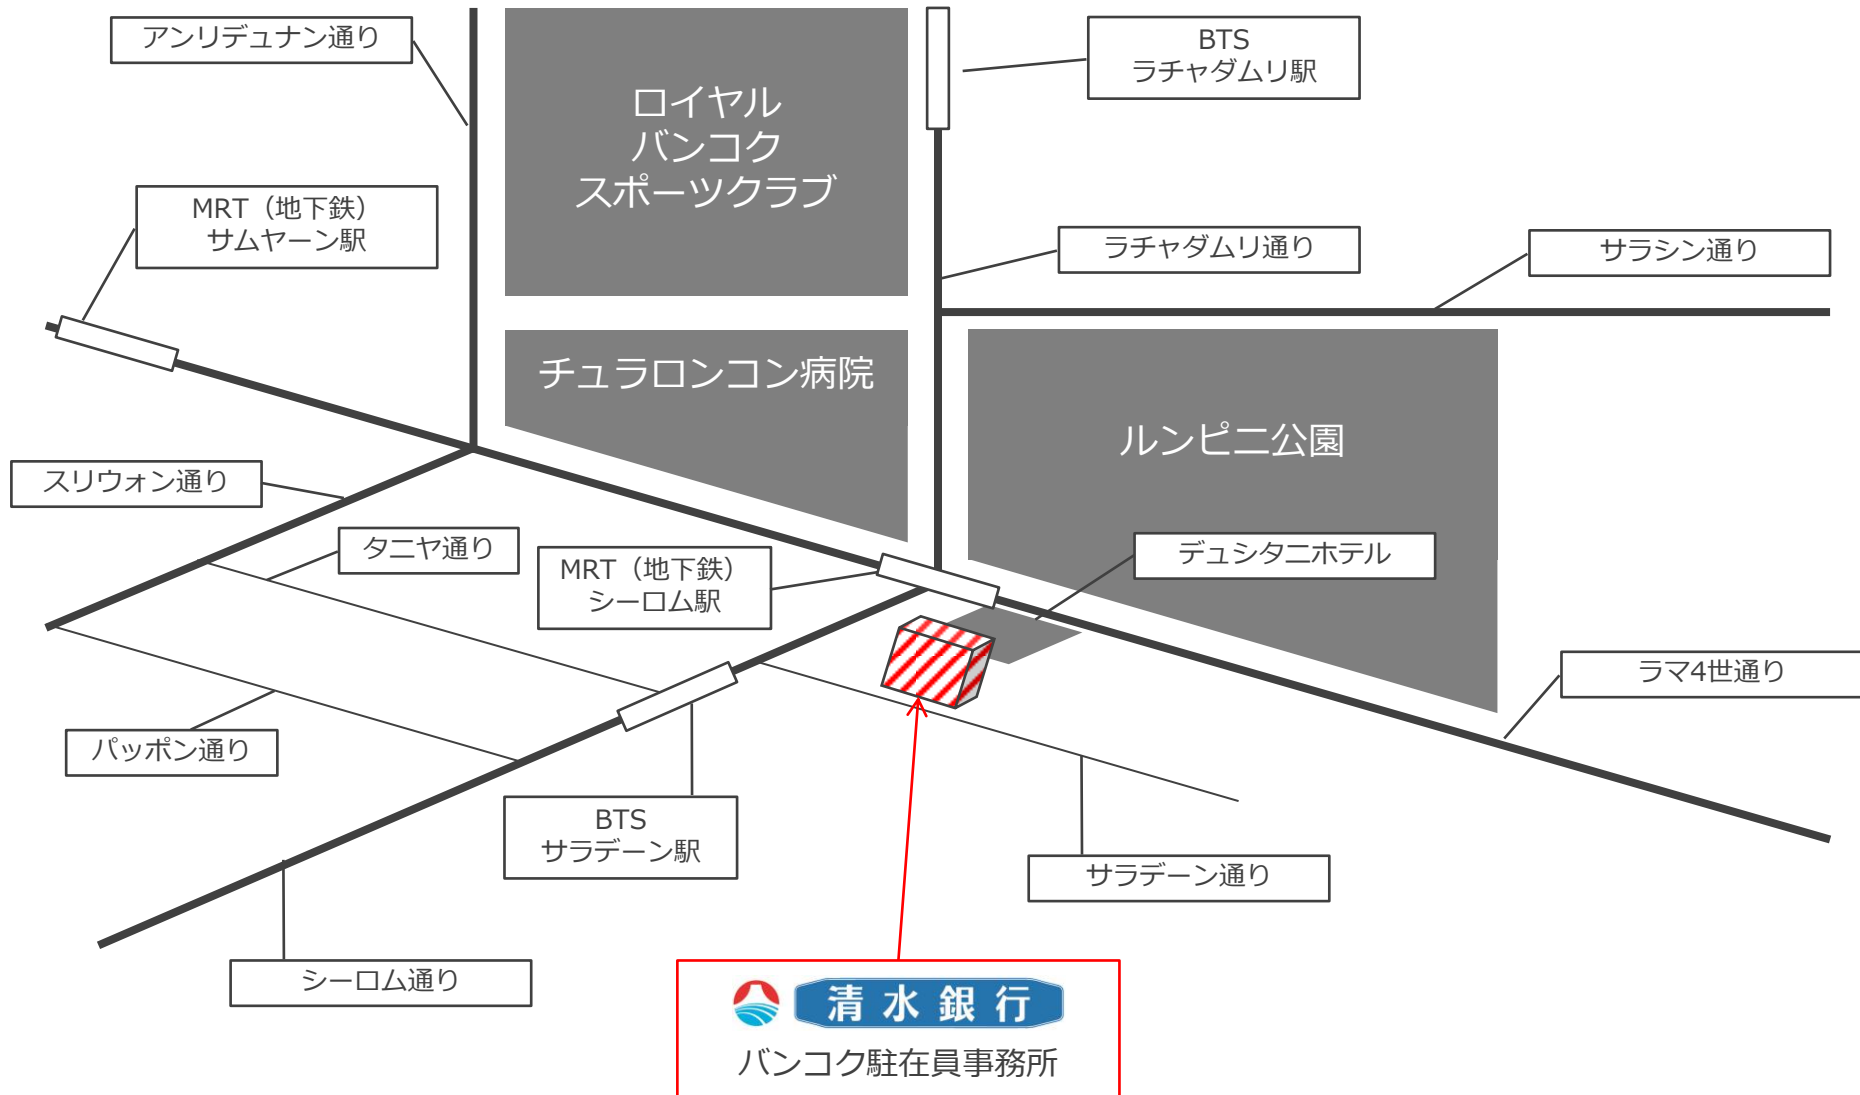 アンリデュナン通り
BTS
ラチャダムリ駅
ロイヤル
バンコク
スポーツクラブ
MRT（地下鉄）
サムヤーン駅
ラチャダムリ通り
サラシン通り
チュラロンコン病院
ルンピニ公園
スリウォン通り
タニヤ通り
MRT（地下鉄）
シーロム駅
デュシタニホテル
ラマ4世通り
パッポン通り
BTS
サラデーン駅
サラデーン通り
シーロム通り
清水銀行
バンコク駐在員事務所